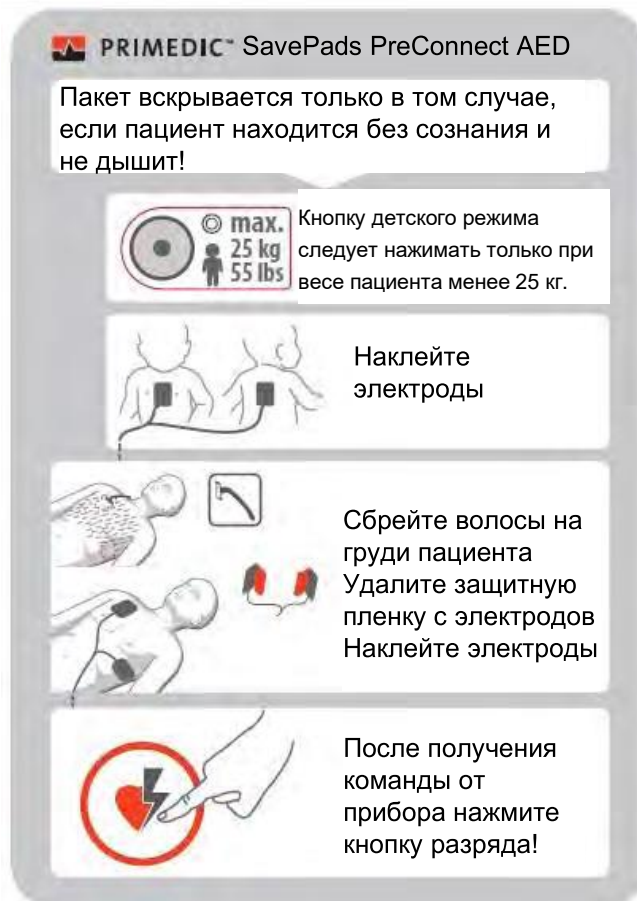 PRIMEDIC™ SavePads PreConnect AED
Пакет вскрывается только в том случае,
если пациент находится без сознания и
не дышит!
max.
25 kg
55 lbs
Кнопку детского режима
следует нажимать только при
весе пациента менее 25 кг.
Наклейте
электроды
Сбрейте волосы на
груди пациента
Удалите защитную
пленку с электродов
Наклейте электроды
После получения
команды от
прибора нажмите
кнопку разряда!